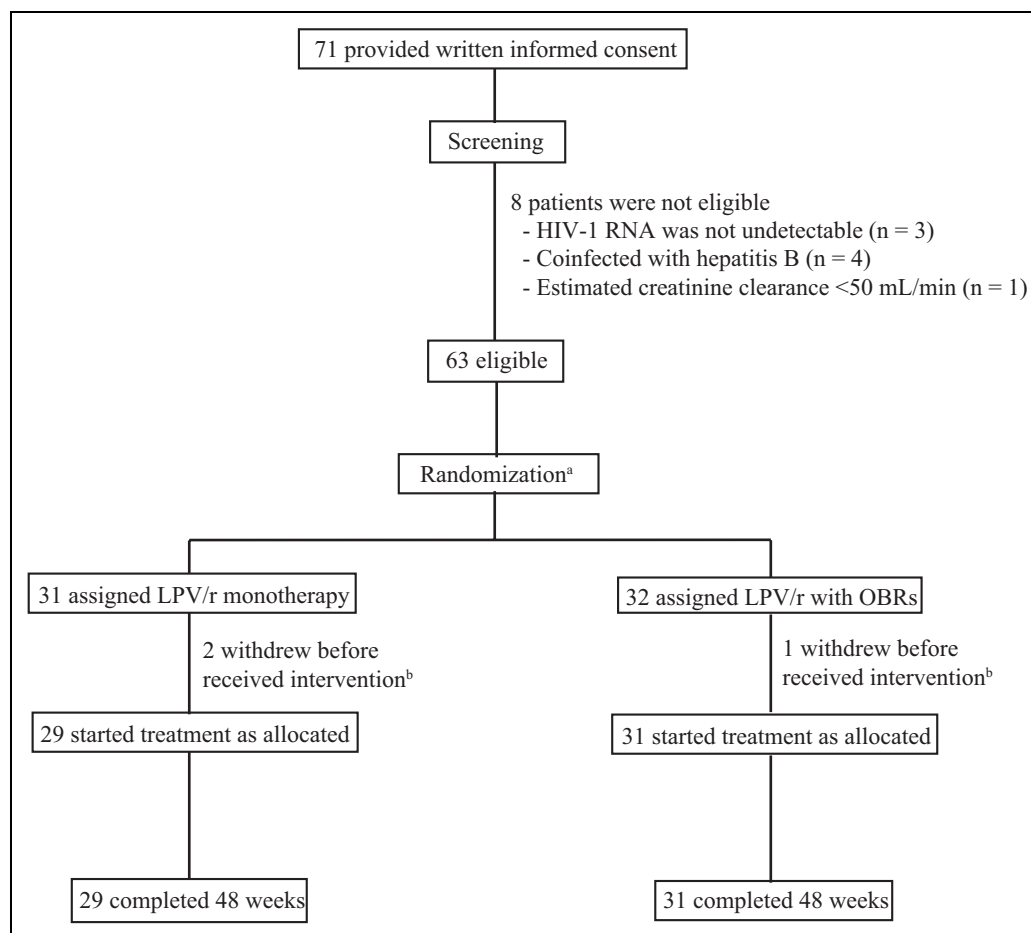 71 provided written informed consent
Screening
8 patients were not eligible
- HIV-1 RNA was not undetectable (n = 3)
- Coinfected with hepatitis B (n = 4)
- Estimated creatinine clearance <50 mL/min (n = 1)
63 eligible
Randomizationᵃ
31 assigned LPV/r monotherapy
32 assigned LPV/r with OBRs
2 withdrew before
received interventionᵇ
1 withdrew before
received interventionᵇ
29 started treatment as allocated
31 started treatment as allocated
29 completed 48 weeks
31 completed 48 weeks